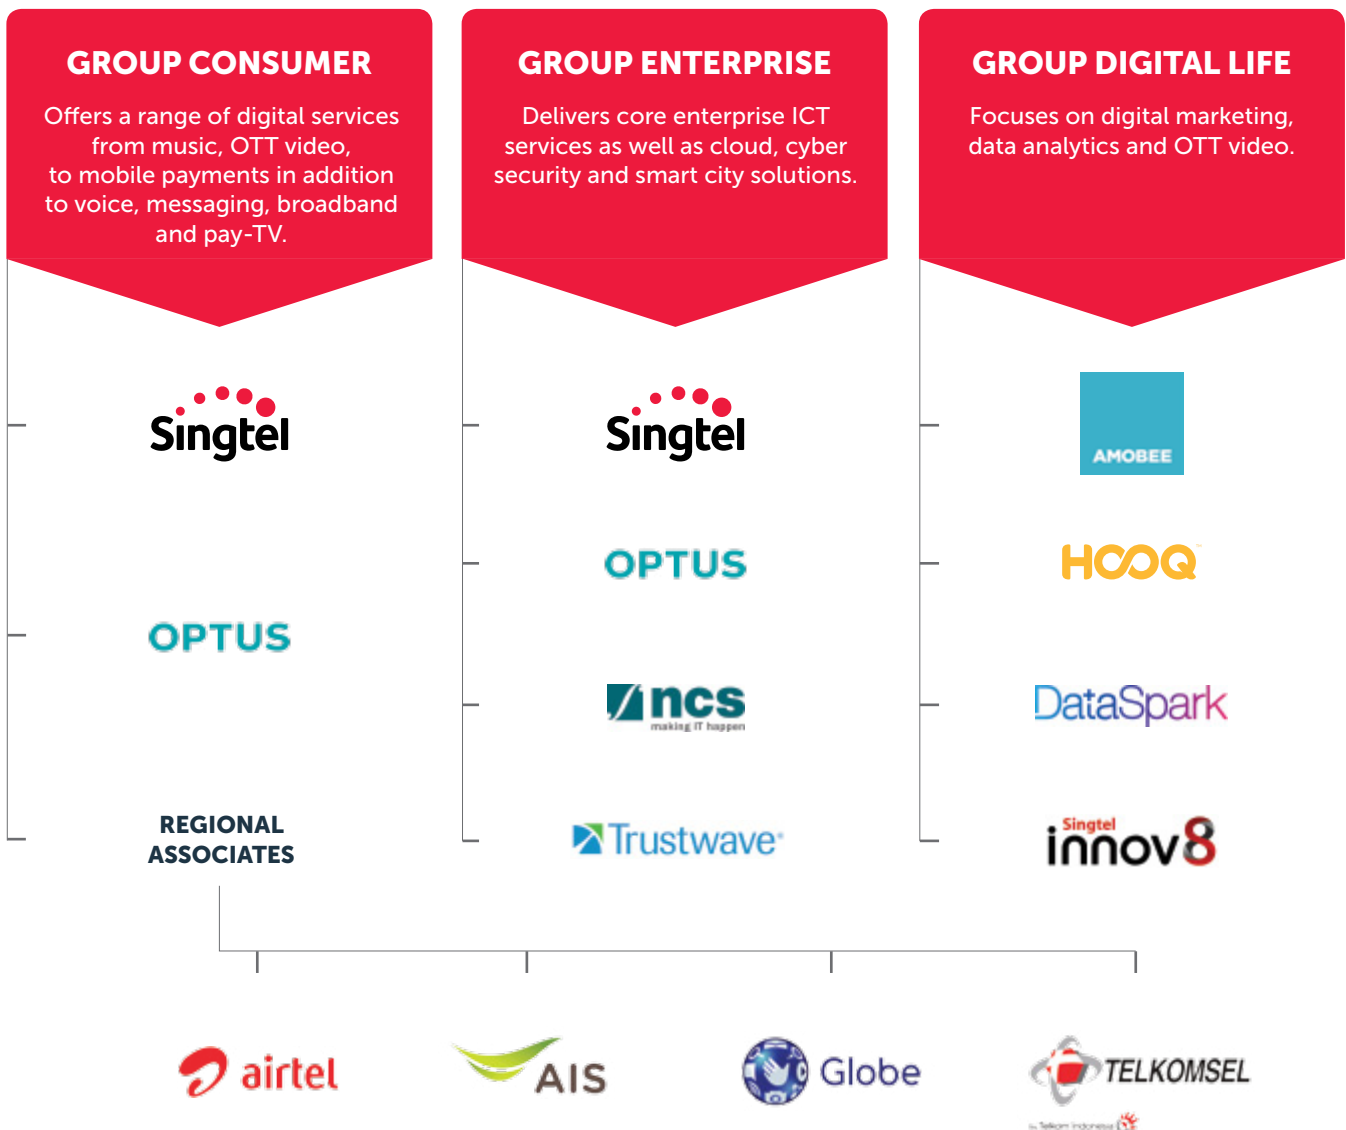 GROUP CONSUMER
Offers a range of digital services
from music, OTT video,
to mobile payments in addition
to voice, messaging, broadband
and pay-TV.
GROUP ENTERPRISE
Delivers core enterprise ICT
services as well as cloud, cyber
security and smart city solutions.
GROUP DIGITAL LIFE
Focuses on digital marketing,
data analytics and OTT video.
Singtel
OPTUS
REGIONAL
ASSOCIATES
Singtel
OPTUS
ncs
making IT happen
Trustwave
AMOBEE
HOOQ
DataSpark
Singtel
innov8
airtel
AIS
Globe
TELKOMSEL
by Telkom Indonesia